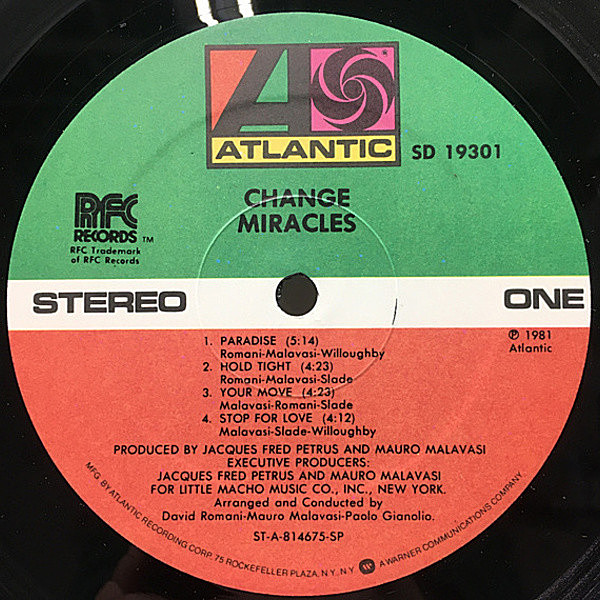 ATLANTIC
SD 19301
CHANGE
MIRACLES
RFC
RECORDS TM
RFC Trademark
of RFC Records
STEREO
ONE
℗ 1981
Atlantic
1. PARADISE (5:14)
Romani-Malavasi-Willoughby
2. HOLD TIGHT (4:23)
Romani-Malavasi-Slade
3. YOUR MOVE (4:23)
Malavasi-Romani-Slade
4. STOP FOR LOVE (4:12)
Malavasi-Slade-Willoughby
PRODUCED BY JACQUES FRED PETRUS AND MAURO MALAVASI
EXECUTIVE PRODUCERS:
JACQUES FRED PETRUS AND MAURO MALAVASI
FOR LITTLE MACHO MUSIC CO., INC., NEW YORK.
Arranged and Conducted by
David Romani-Mauro Malavasi-Paolo Gianolio.
ST-A-814675-SP
MFG. BY ATLANTIC RECORDING CORP. 75 ROCKEFELLER PLAZA, N.Y., N.Y. A WARNER COMMUNICATIONS COMPANY